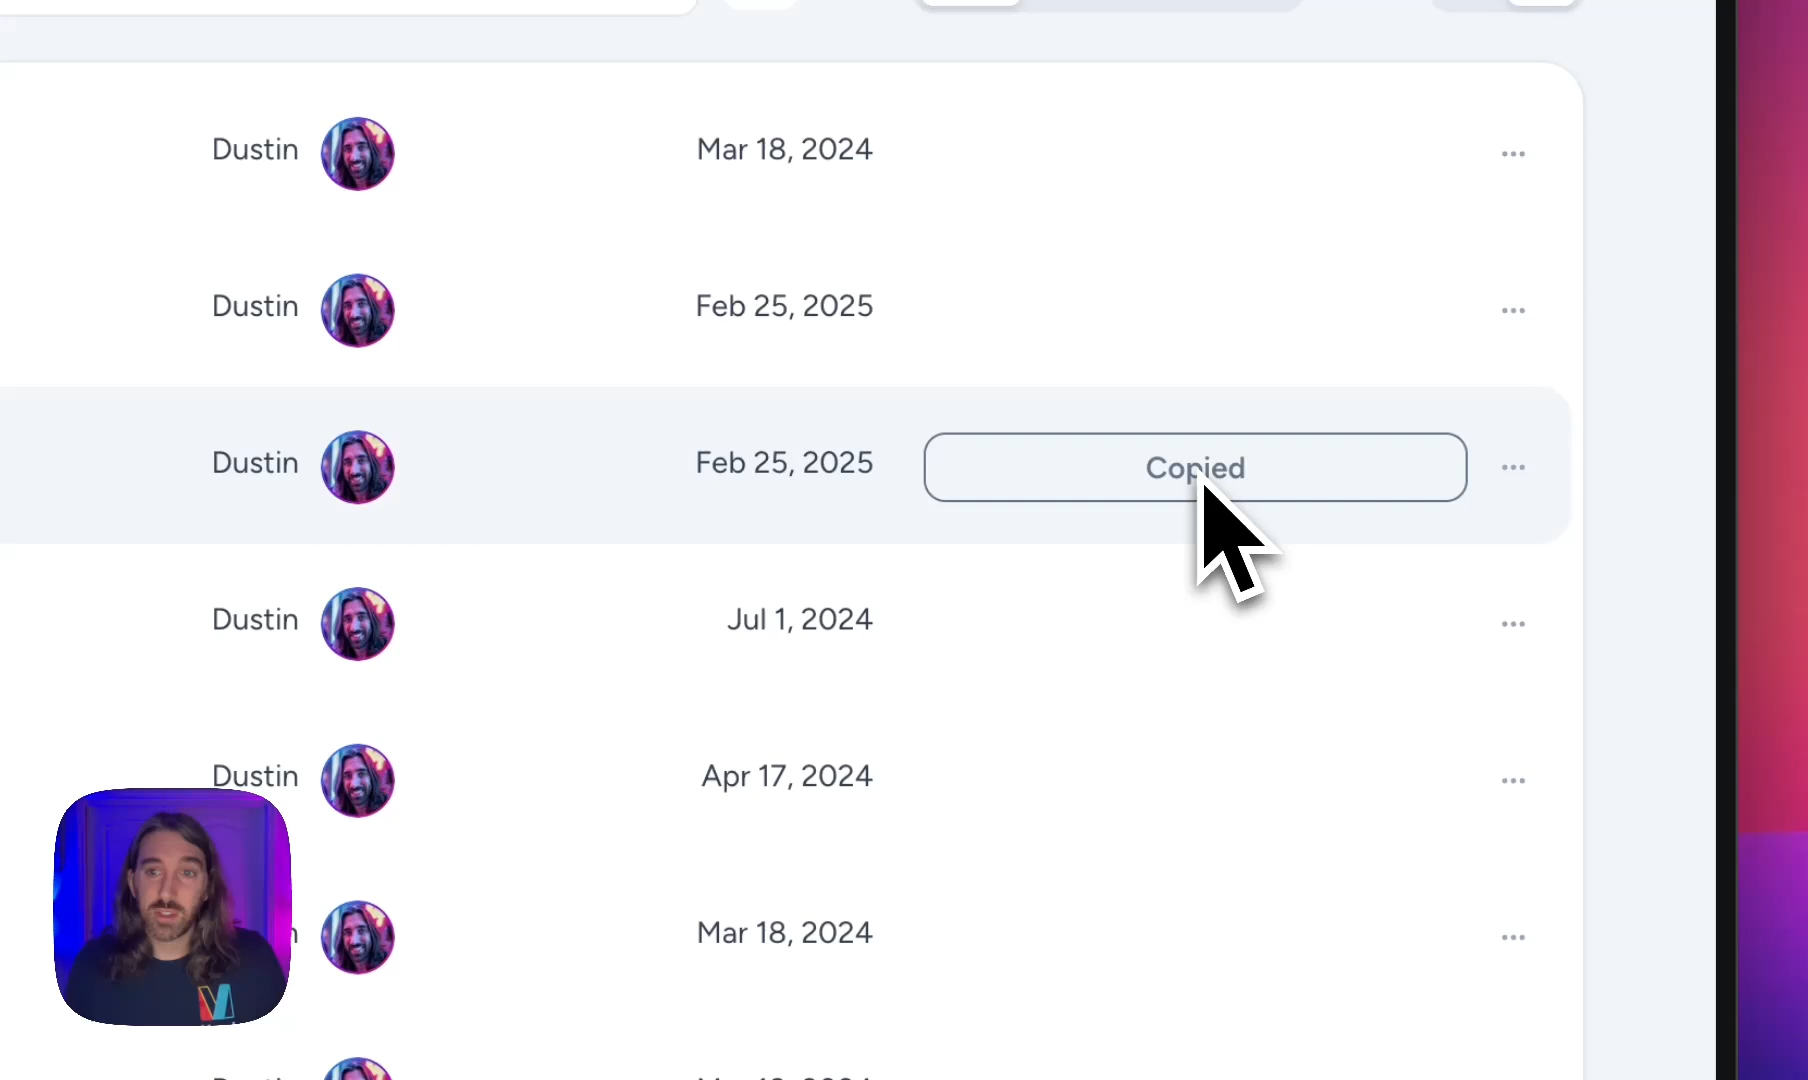 Dustin Mar 18, 2024
Dustin Feb 25, 2025
Dustin Feb 25, 2025 Copied
Dustin Jul 1, 2024
Dustin Apr 17, 2024
Mar 18, 2024